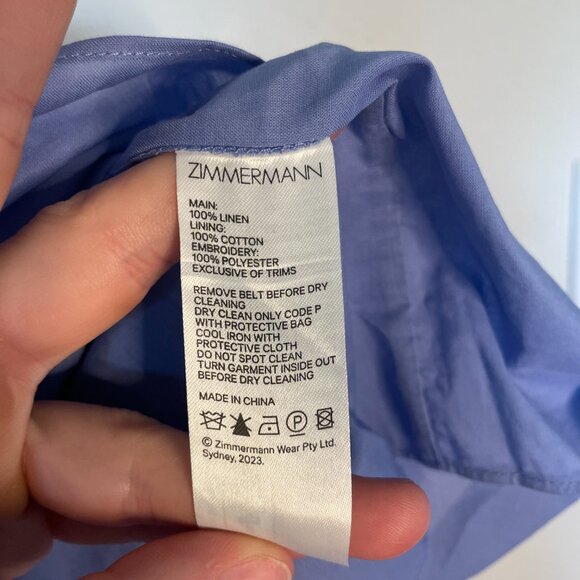 ZIMMERMANN
MAIN:
100% LINEN
LINING:
100% COTTON
EMBROIDERY:
100% POLYESTER
EXCLUSIVE OF TRIMS
REMOVE BELT BEFORE DRY
CLEANING
DRY CLEAN ONLY CODE P
WITH PROTECTIVE BAG
COOL IRON WITH
PROTECTIVE CLOTH
DO NOT SPOT CLEAN
TURN GARMENT INSIDE OUT
BEFORE DRY CLEANING
MADE IN CHINA
P
© Zimmermann Wear Pty Ltd.
Sydney, 2023.